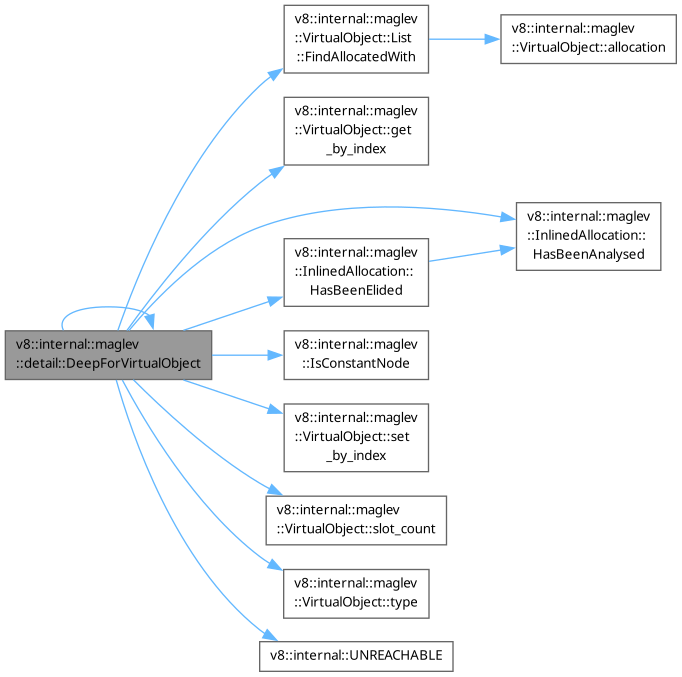 v8::internal::maglev
::detail::DeepForVirtualObject
v8::internal::maglev
::VirtualObject::List
::FindAllocatedWith
v8::internal::maglev
::VirtualObject::allocation
v8::internal::maglev
::VirtualObject::get
_by_index
v8::internal::maglev
::InlinedAllocation::
HasBeenAnalysed
v8::internal::maglev
::InlinedAllocation::
HasBeenElided
v8::internal::maglev
::IsConstantNode
v8::internal::maglev
::VirtualObject::set
_by_index
v8::internal::maglev
::VirtualObject::slot_count
v8::internal::maglev
::VirtualObject::type
v8::internal::UNREACHABLE